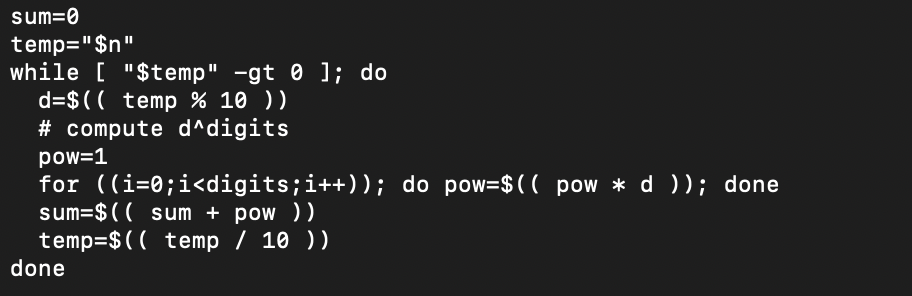 sum=0
temp="$n"
while [ "$temp" -gt 0 ]; do
  d=$(( temp % 10 ))
  # compute d^digits
  pow=1
  for ((i=0;i<digits;i++)); do pow=$(( pow * d )); done
  sum=$(( sum + pow ))
  temp=$(( temp / 10 ))
done